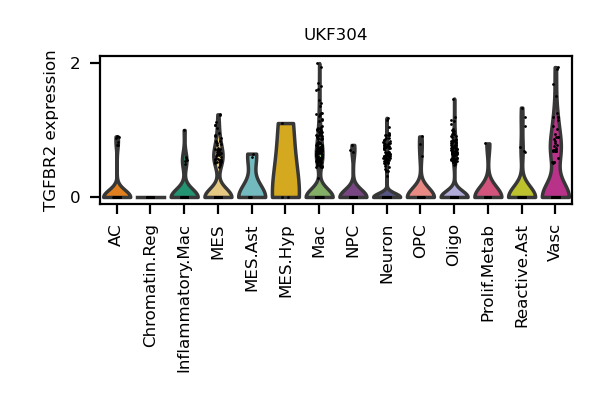 UKF304
TGFBR2 expression
2
0
AC
Chromatin.Reg
Inflammatory.Mac
MES
MES.Ast
MES.Hyp
Mac
NPC
Neuron
OPC
Oligo
Prolif.Metab
Reactive.Ast
Vasc